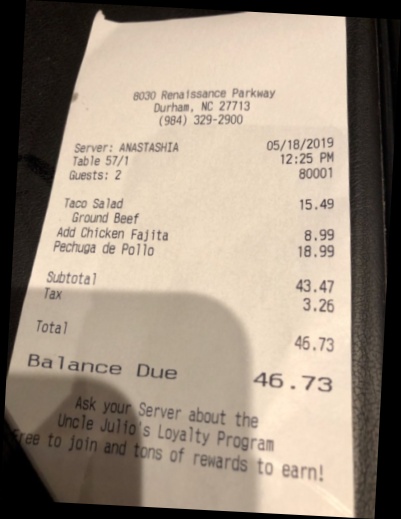 8030 Renaissance Parkway
Durham, NC 27713
(984) 329-2900
Server: ANASTASHIA 05/18/2019
Table 57/1 12:25 PM
Guests: 2 80001
Taco Salad 15.49
Ground Beef
Add Chicken Fajita 8.99
Pechuga de Pollo 18.99
Subtotal 43.47
Tax 3.26
Total 46.73
Balance Due 46.73
Ask your Server about the
Uncle Julio's Loyalty Program
Free to join and tons of rewards to earn!